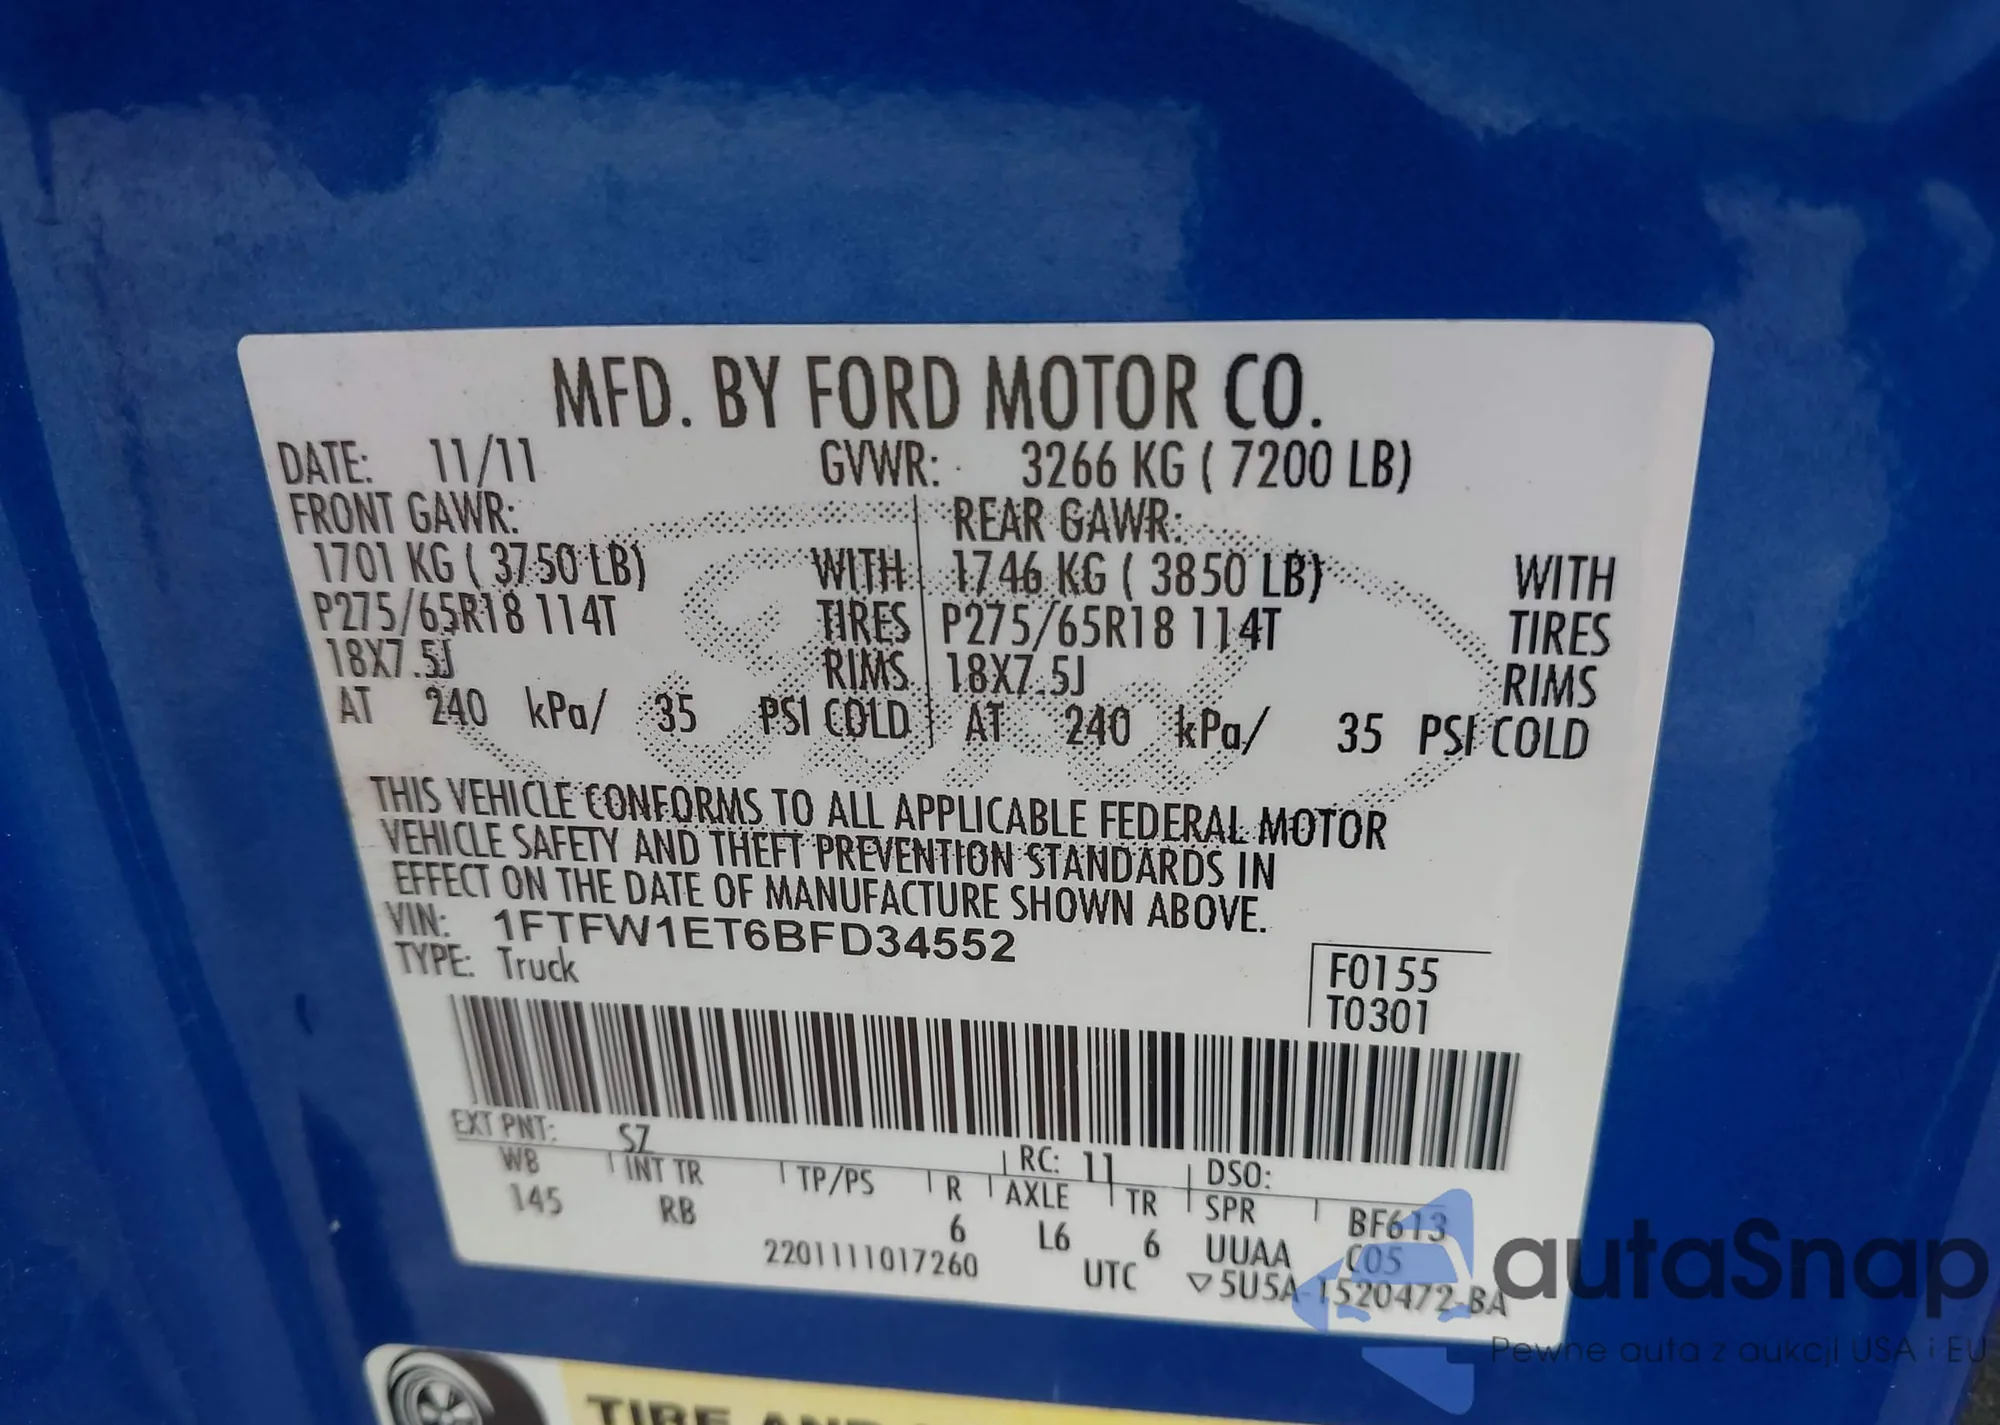 MFD. BY FORD MOTOR CO.
DATE: 11/11 GVWR: 3266 KG ( 7200 LB)
FRONT GAWR: REAR GAWR:
1701 KG ( 3750 LB) WITH 1746 KG ( 3850 LB) WITH
P275/65R18 114T TIRES P275/65R18 114T TIRES
18X7.5J RIMS 18X7.5J RIMS
AT 240 kPa/ 35 PSI COLD AT 240 kPa/ 35 PSI COLD
THIS VEHICLE CONFORMS TO ALL APPLICABLE FEDERAL MOTOR
VEHICLE SAFETY AND THEFT PREVENTION STANDARDS IN
EFFECT ON THE DATE OF MANUFACTURE SHOWN ABOVE.
VIN: 1FTFW1ET6BFD34552
TYPE: Truck
F0155
T0301
EXT PNT: SZ RC: 11 DSO:
WB INT TR TP/PS R AXLE TR SPR BF613
145 RB 6 L6 6 UUAA C05
2201111017260 UTC ▽5U5A-1520472-BA
autaSnap
Pewne auta z aukcji USA i EU
TIRE AND